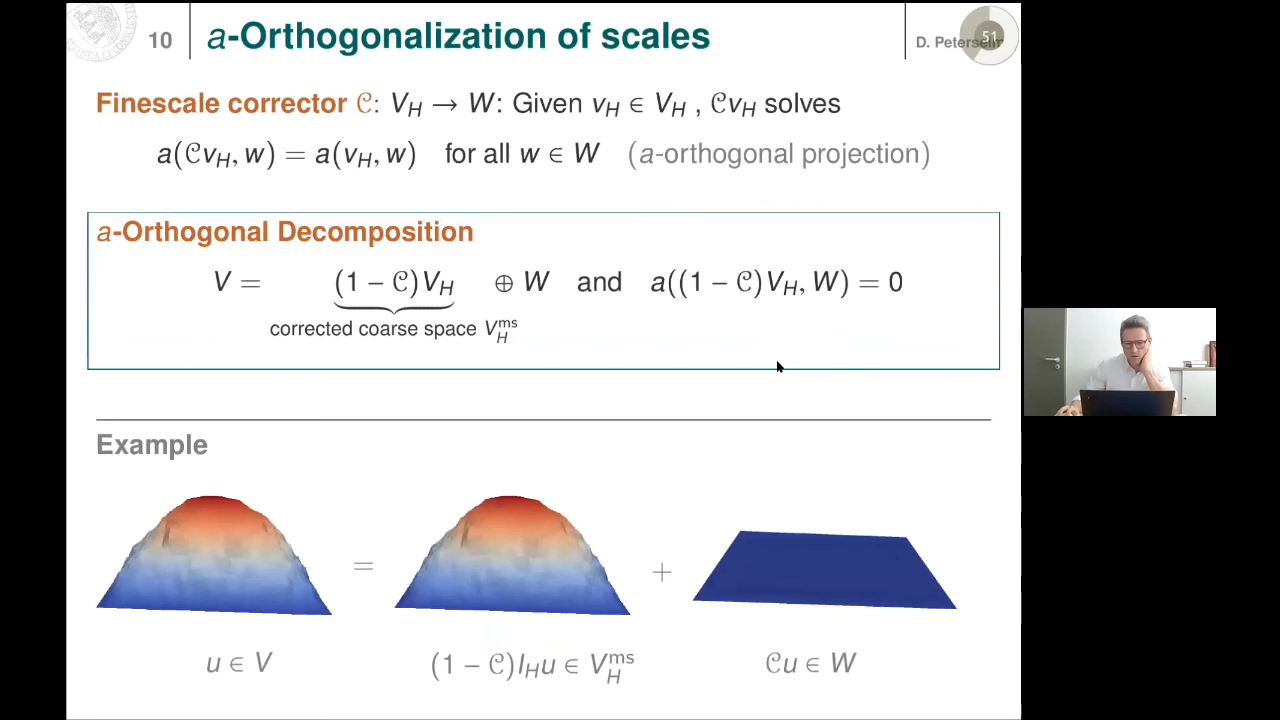 10 a-Orthogonalization of scales
D. Peterseim 51
Finescale corrector 𝒞: V_H → W: Given v_H ∈ V_H , 𝒞v_H solves
a(𝒞v_H, w) = a(v_H, w) for all w ∈ W (a-orthogonal projection)
a-Orthogonal Decomposition
V = (1 − 𝒞)V_H ⊕ W and a((1 − 𝒞)V_H, W) = 0
corrected coarse space V_H^ms
Example
= +
u ∈ V (1 − 𝒞)I_H u ∈ V_H^ms 𝒞u ∈ W